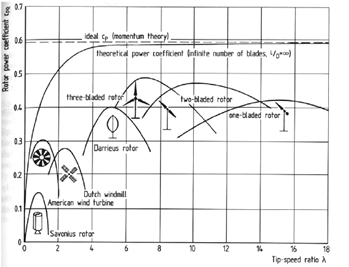 Rotor power coefficient cPR
0.7
0.6
0.5
0.4
0.3
0.2
0.1
0
ideal cp (momentum theory)
theoretical power coefficient (infinite number of blades, L/D=∞)
three-bladed rotor
two-bladed rotor
one-bladed rotor
Darrieus rotor
Dutch windmill
American wind turbine
Savonius rotor
0 2 4 6 8 10 12 14 16 18
Tip-speed ratio λ